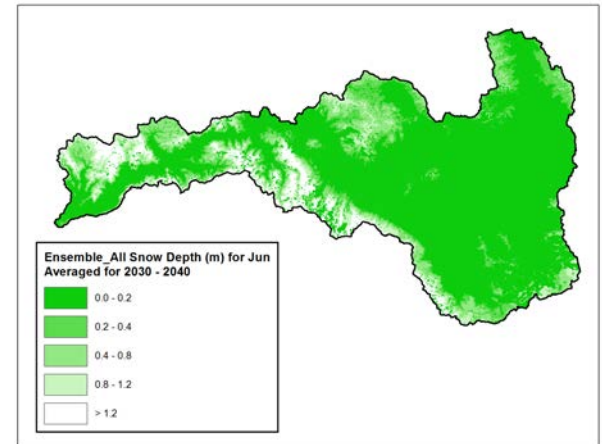 Ensemble_All Snow Depth (m) for Jun
Averaged for 2030 - 2040
0.0 - 0.2
0.2 - 0.4
0.4 - 0.8
0.8 - 1.2
> 1.2